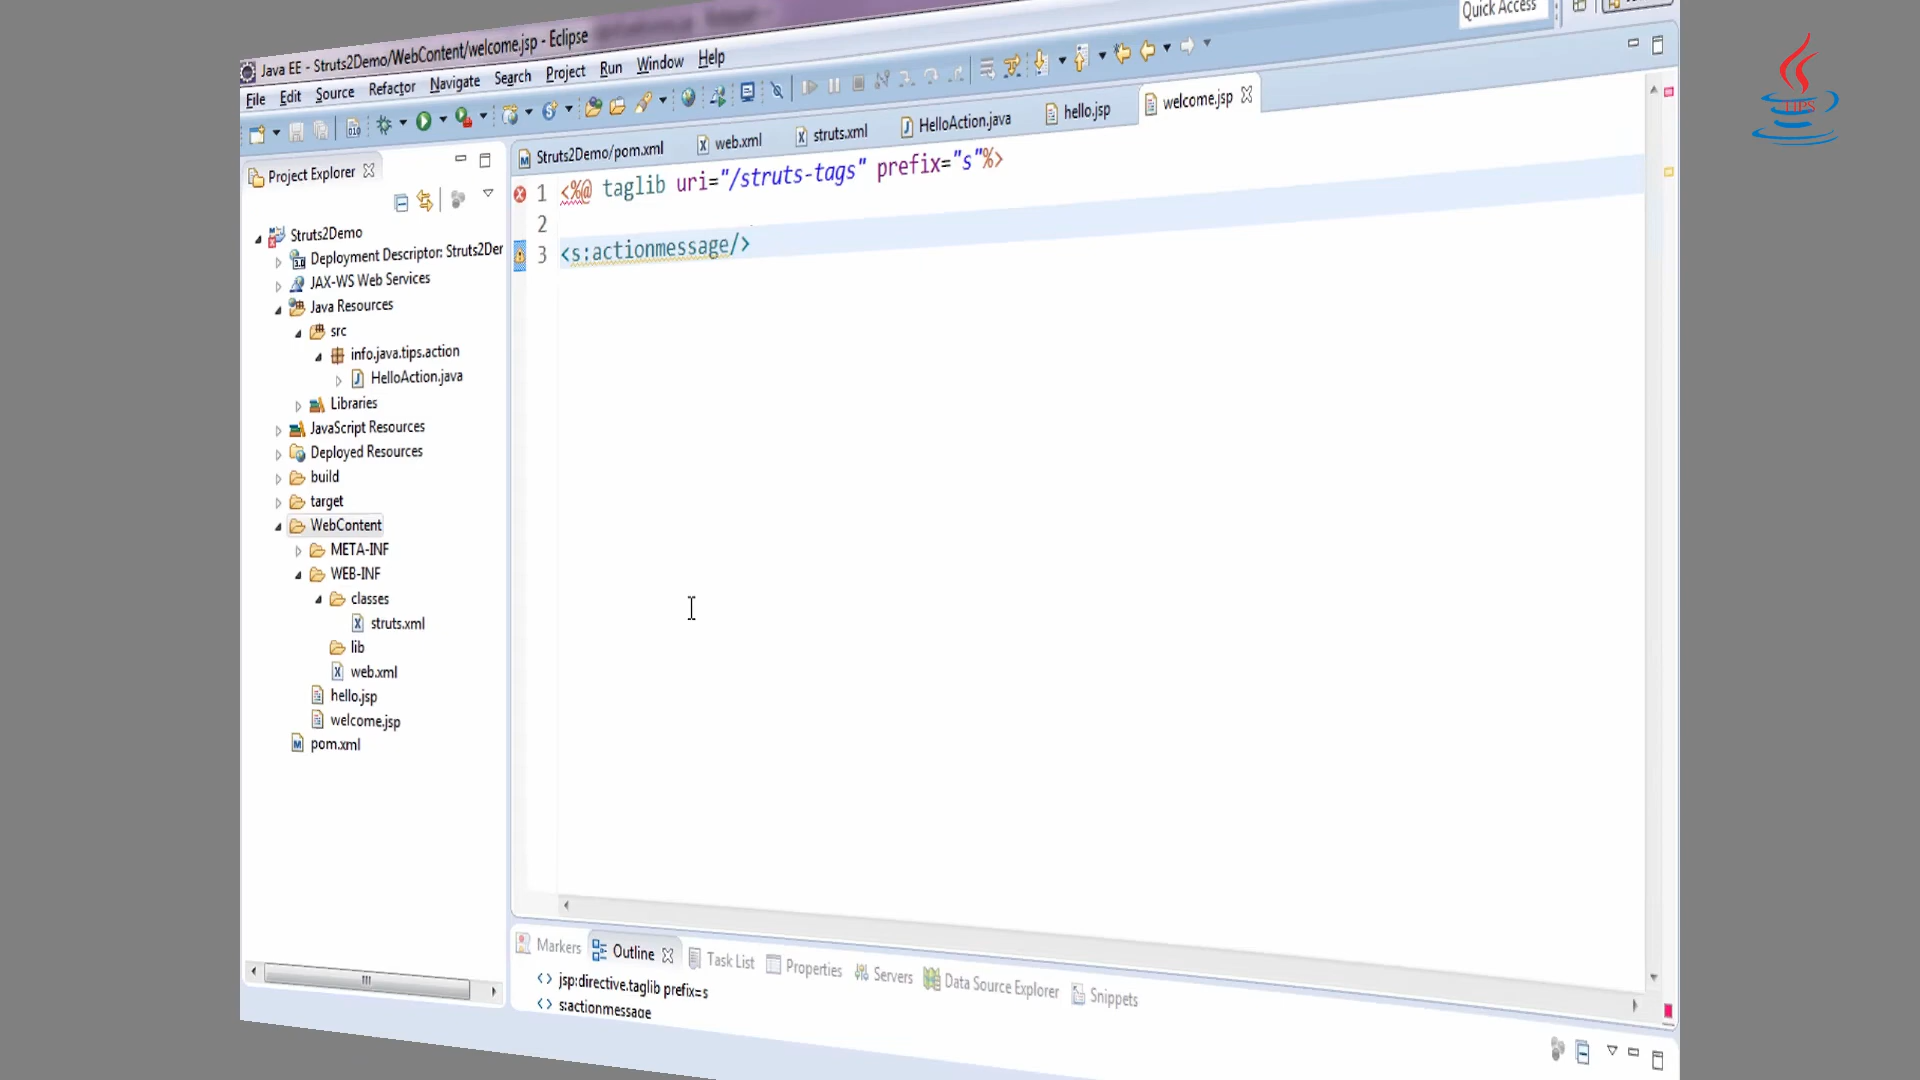 Quick Access
Java EE - Struts2Demo/WebContent/welcome.jsp - Eclipse
File Edit Source Refactor Navigate Search Project Run Window Help
TIPS
Struts2Demo/pom.xml web.xml struts.xml HelloAction.java hello.jsp welcome.jsp
Project Explorer
1 <%@ taglib uri="/struts-tags" prefix="s"%>
2
3 <s:actionmessage/>
Struts2Demo
Deployment Descriptor: Struts2Der
JAX-WS Web Services
Java Resources
src
info.java.tips.action
HelloAction.java
Libraries
JavaScript Resources
Deployed Resources
build
target
WebContent
META-INF
WEB-INF
classes
struts.xml
lib
web.xml
hello.jsp
welcome.jsp
pom.xml
Markers Outline Task List Properties Servers Data Source Explorer Snippets
jsp:directive.taglib prefix=s
s:actionmessage